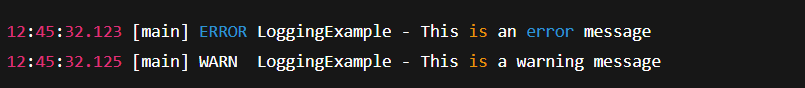 12:45:32.123 [main] ERROR LoggingExample - This is an error message
12:45:32.125 [main] WARN  LoggingExample - This is a warning message